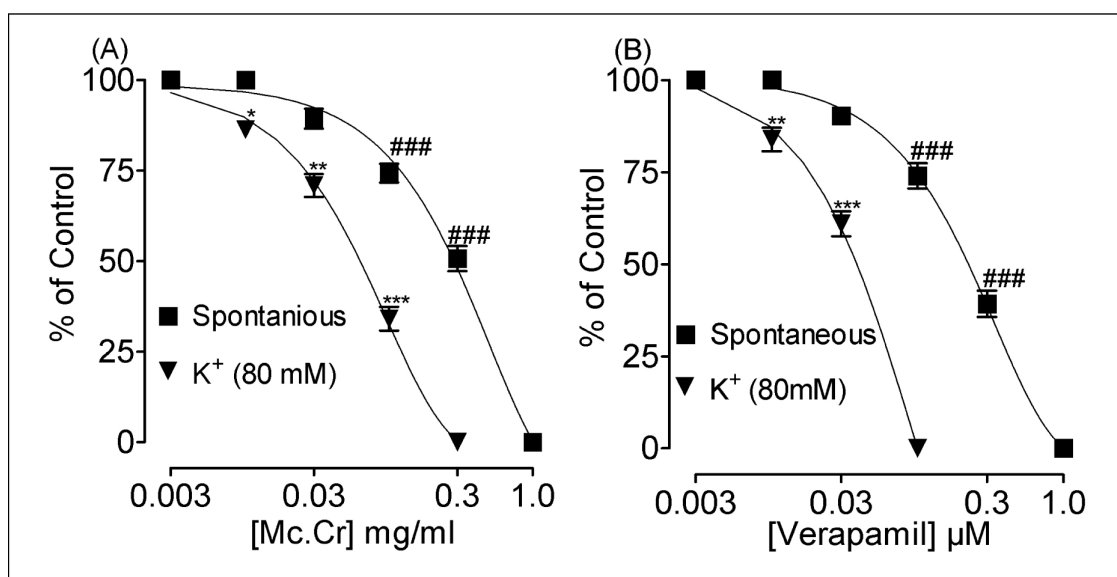 (A)
100
75
50
25
0
% of Control
*
**
***
###
###
Spontanious
K⁺ (80 mM)
0.003 0.03 0.3 1.0
[Mc.Cr] mg/ml
(B)
100
75
50
25
0
% of Control
**
***
###
###
Spontaneous
K⁺ (80mM)
0.003 0.03 0.3 1.0
[Verapamil] µM